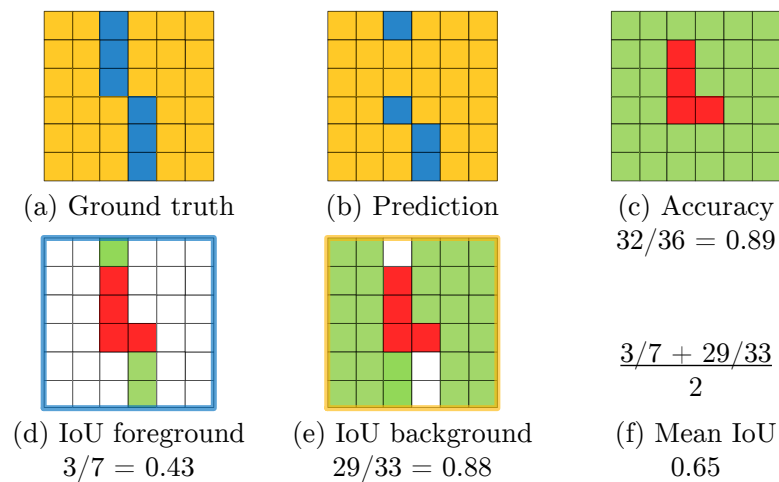 (a) Ground truth
(b) Prediction
(c) Accuracy
32/36 = 0.89
3/7 + 29/33
2
(d) IoU foreground
3/7 = 0.43
(e) IoU background
29/33 = 0.88
(f) Mean IoU
0.65